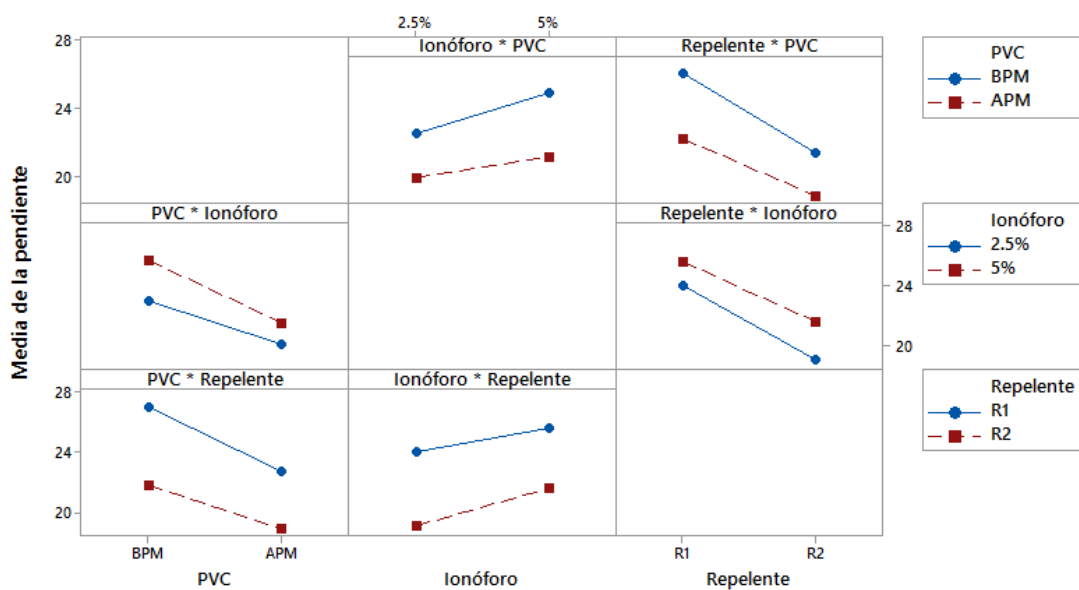 2.5% 5%
28
24
20
Ionóforo * PVC
Repelente * PVC
PVC
BPM
APM
Media de la pendiente
PVC * Ionóforo
Repelente * Ionóforo
28
24
20
Ionóforo
2.5%
5%
28
24
20
PVC * Repelente
Ionóforo * Repelente
Repelente
R1
R2
BPM APM
R1 R2
PVC
Ionóforo
Repelente